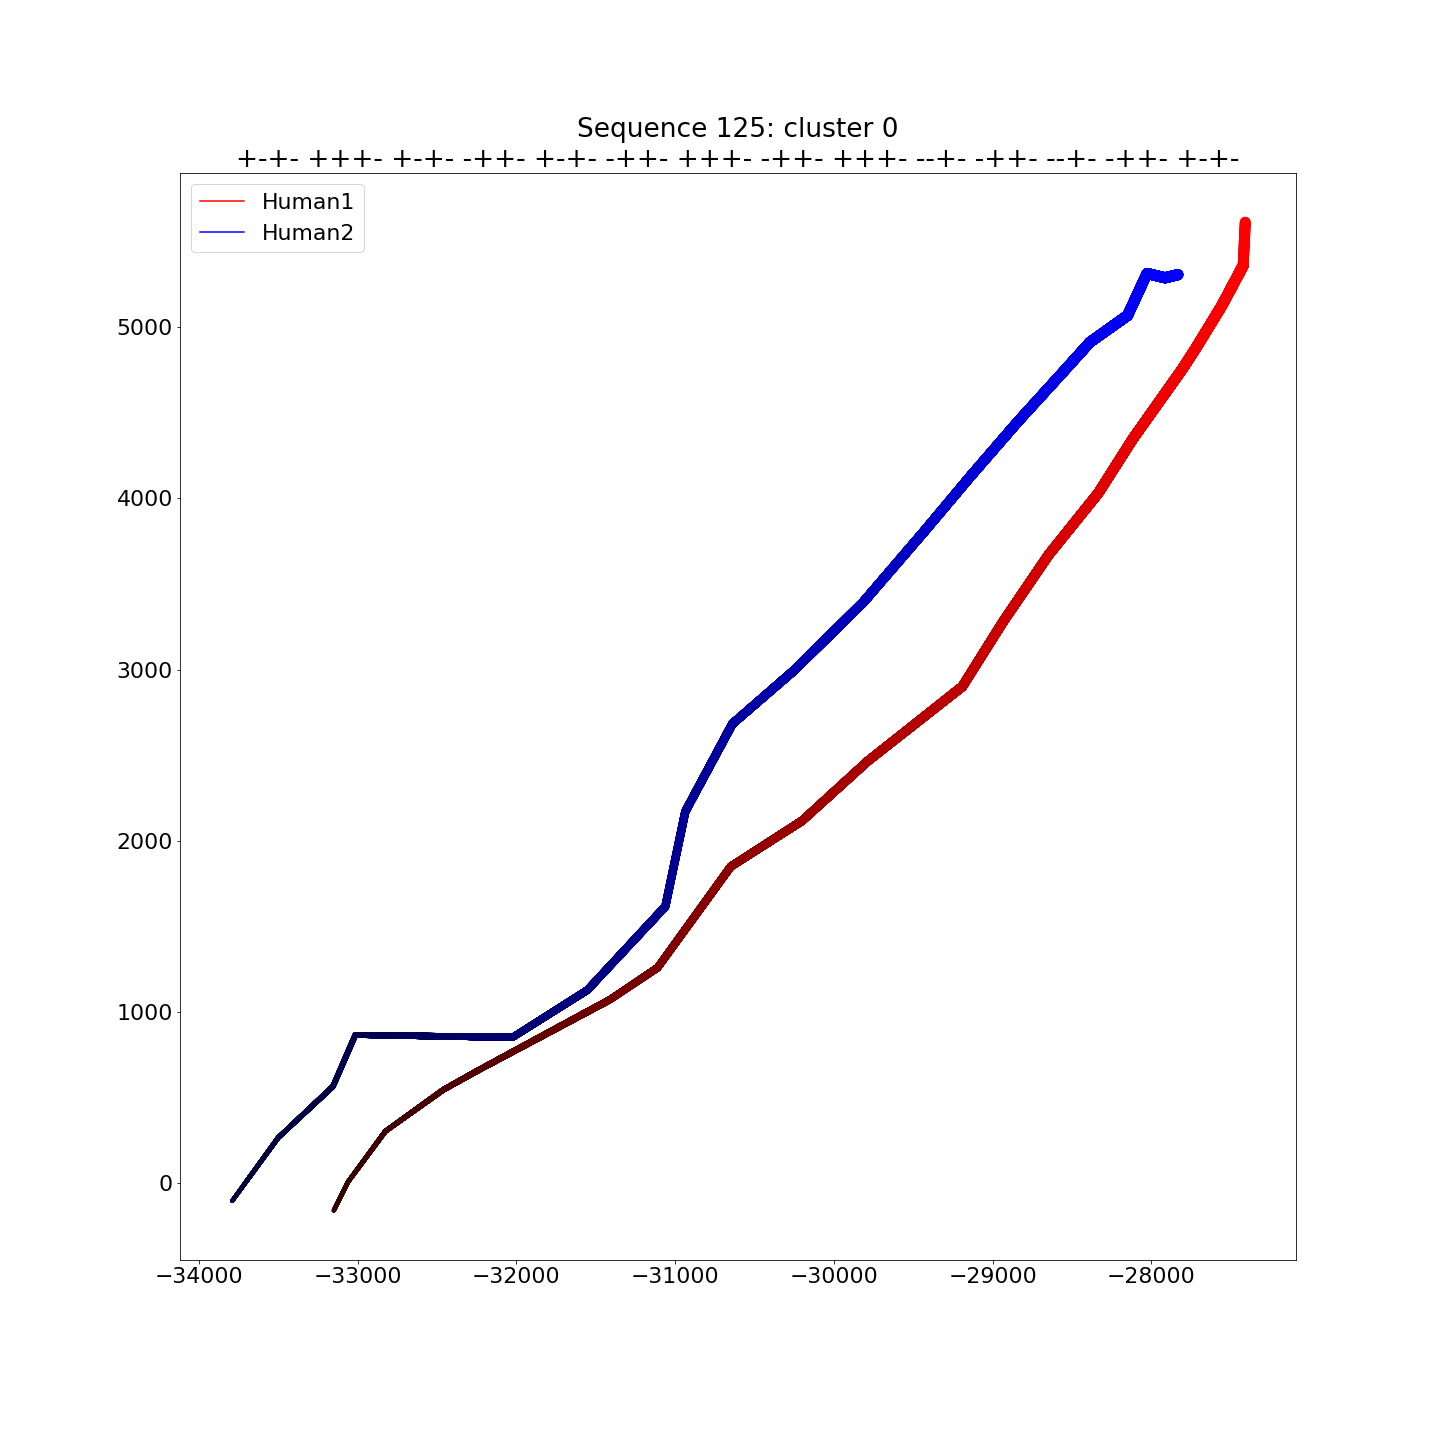 Sequence 125: cluster 0
+-+- +++- +-+- -++- +-+- -++- +++- -++- +++- --+- -++- --+- -++- +-+-
Human1
Human2
5000
4000
3000
2000
1000
0
−34000 −33000 −32000 −31000 −30000 −29000 −28000